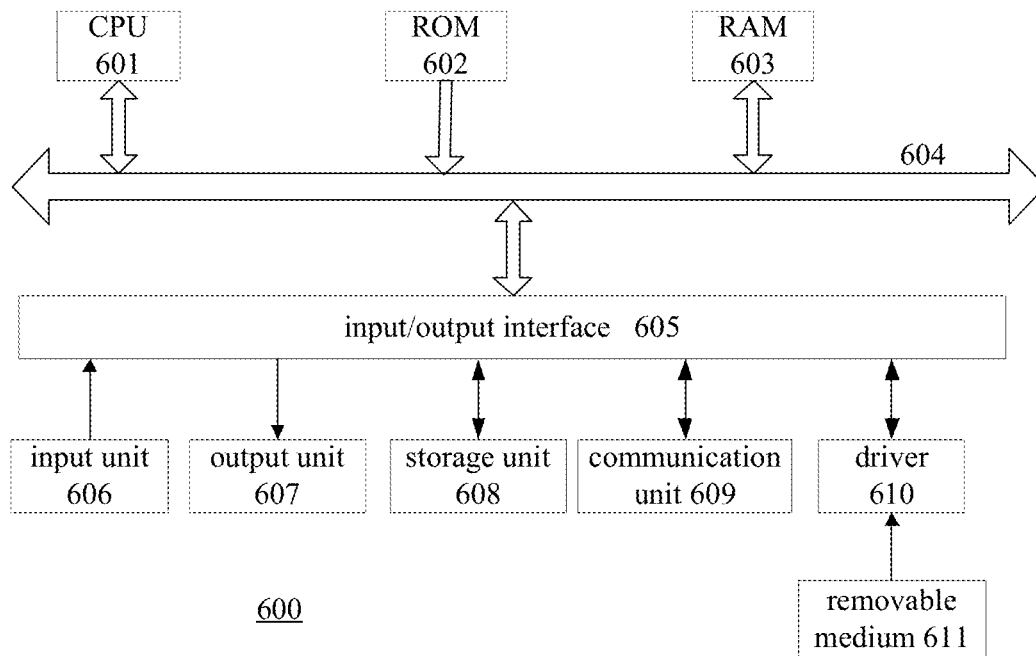 CPU
601
ROM
602
RAM
603
604
input/output interface 605
input unit
606
output unit
607
storage unit
608
communication
unit 609
driver
610
600
removable
medium 611